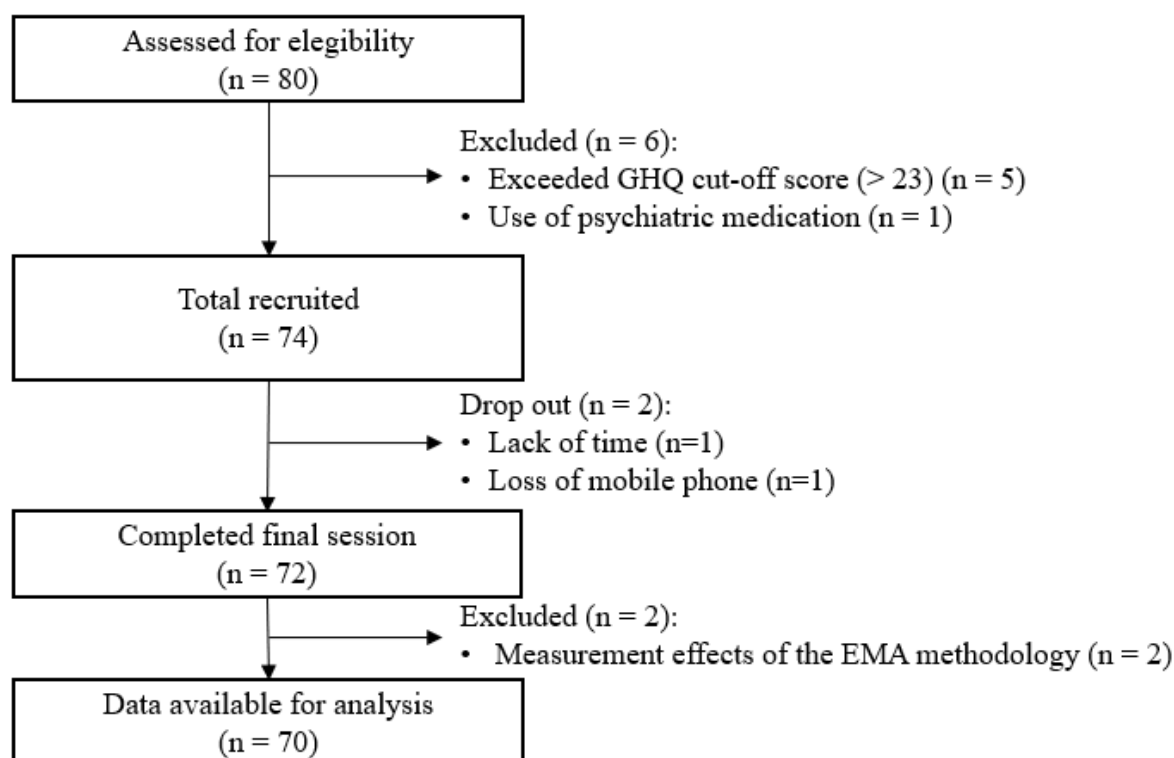 Assessed for elegibility
(n = 80)
Excluded (n = 6):
• Exceeded GHQ cut-off score (> 23) (n = 5)
• Use of psychiatric medication (n = 1)
Total recruited
(n = 74)
Drop out (n = 2):
• Lack of time (n=1)
• Loss of mobile phone (n=1)
Completed final session
(n = 72)
Excluded (n = 2):
• Measurement effects of the EMA methodology (n = 2)
Data available for analysis
(n = 70)